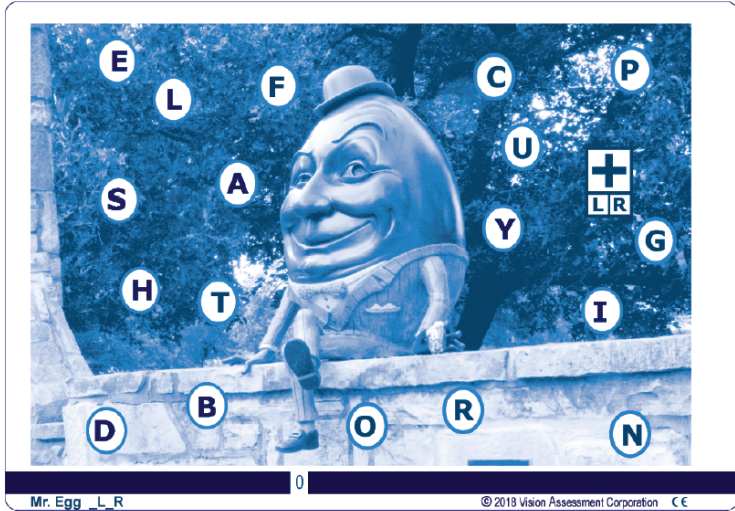 E
F
C
P
L
U
A
S
L R
Y
G
H
T
I
B
R
D
O
N
0
Mr. Egg _L_R
© 2018 Vision Assessment Corporation CE